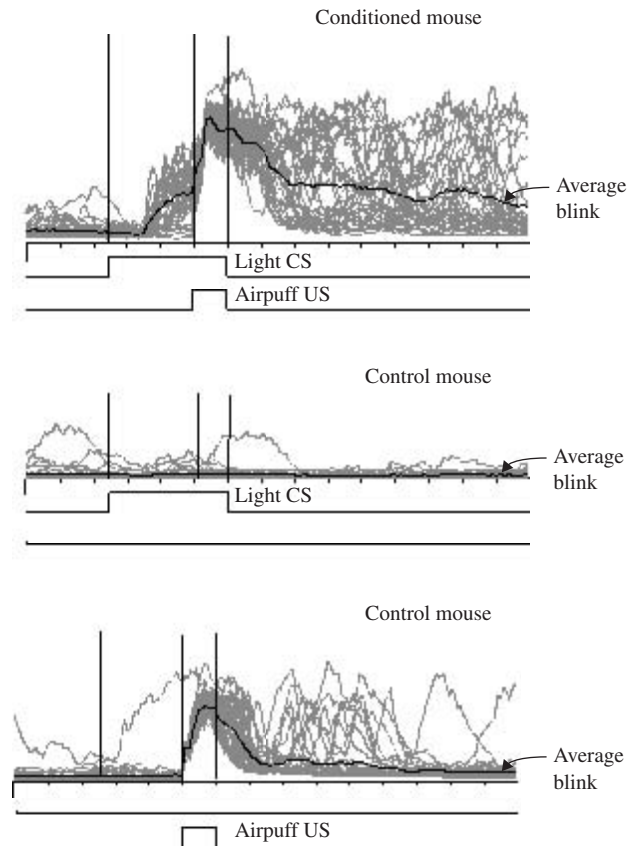 Conditioned mouse
Average
blink
Light CS
Airpuff US
Control mouse
Average
blink
Light CS
Control mouse
Average
blink
Airpuff US